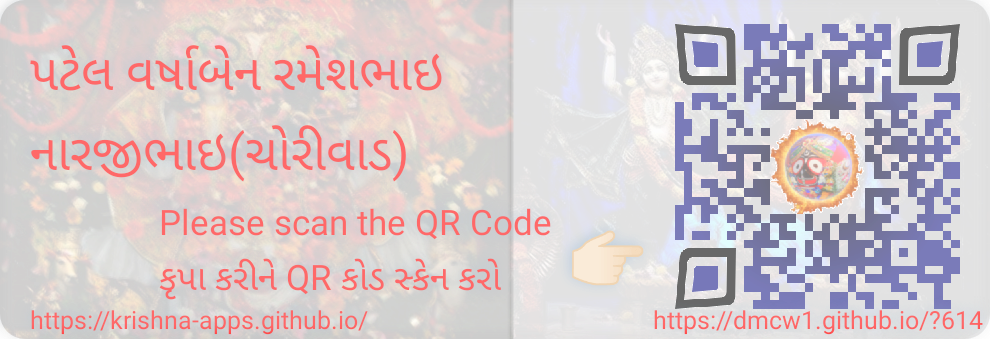 પટેલ વર્ષાબેન રમેશભાઇ
નારજીભાઇ(ચોરીવાડ)
Please scan the QR Code
કૃપા કરીને QR કોડ સ્કેન કરો
https://krishna-apps.github.io/
https://dmcw1.github.io/?614